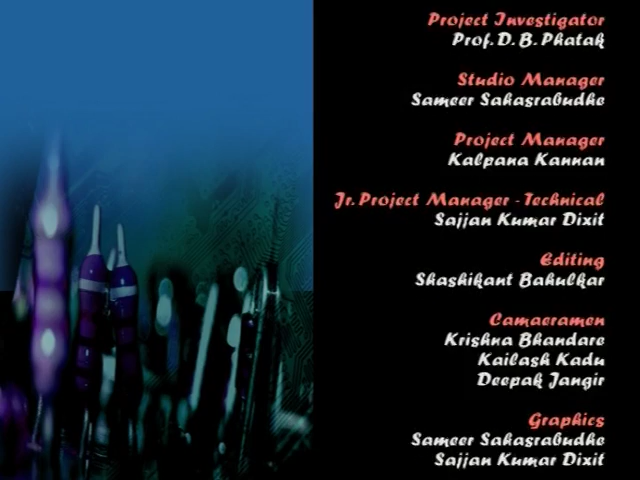 Project Investigator
Prof. D. B. Phatak
Studio Manager
Sameer Sahasrabudhe
Project Manager
Kalpana Kannan
Jr. Project Manager - Technical
Sajjan Kumar Dixit
Editing
Shashikant Bahulkar
Camaeramen
Krishna Bhandare
Kailash Kadu
Deepak Jangir
Graphics
Sameer Sahasrabudhe
Sajjan Kumar Dixit